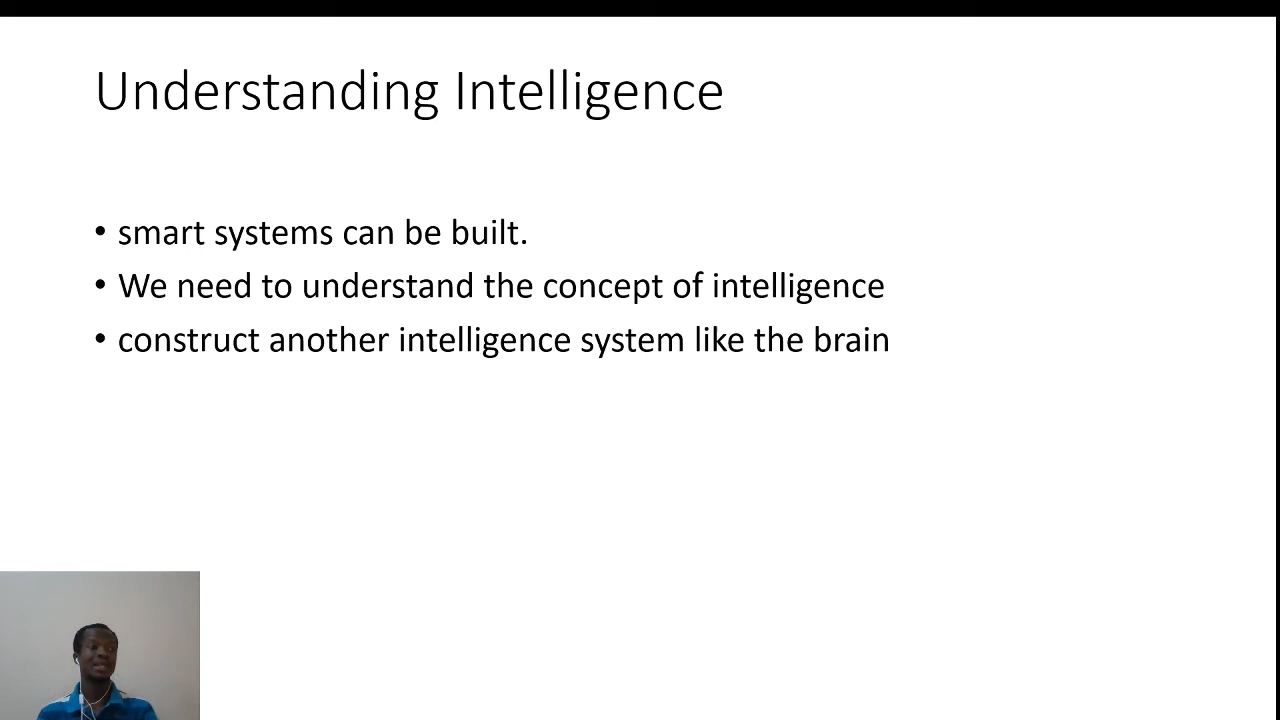 Understanding Intelligence
• smart systems can be built.
• We need to understand the concept of intelligence
• construct another intelligence system like the brain